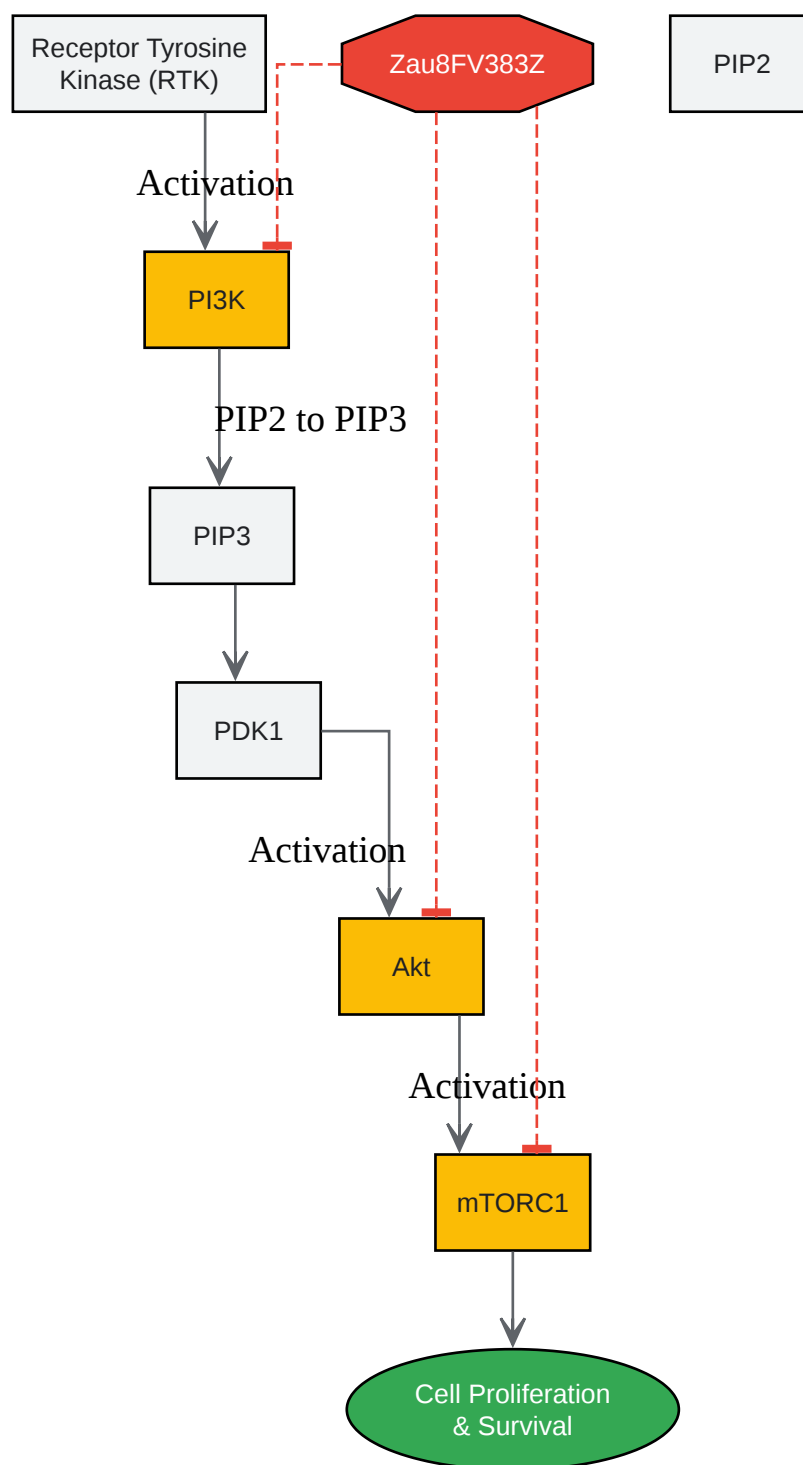 Receptor Tyrosine
Kinase (RTK)
Zau8FV383Z
PIP2
Activation
PI3K
PIP2 to PIP3
PIP3
PDK1
Activation
Akt
Activation
mTORC1
Cell Proliferation
& Survival